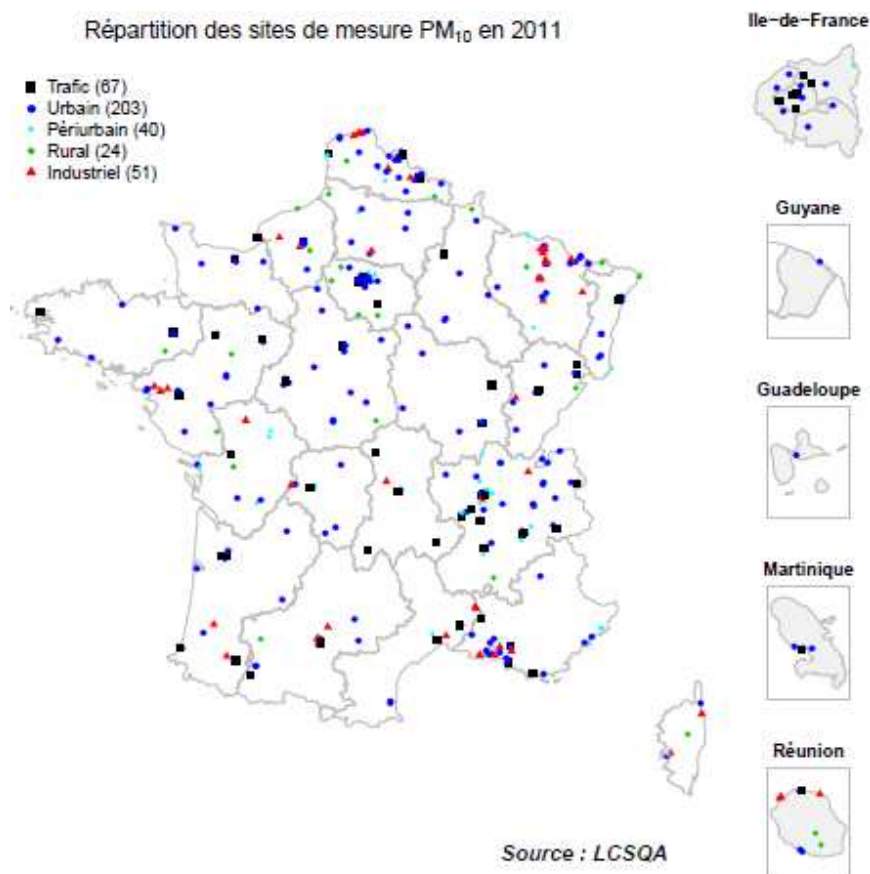 Répartition des sites de mesure PM₁₀ en 2011
Trafic (67)
Urbain (203)
Périurbain (40)
Rural (24)
Industriel (51)
Ile−de−France
Guyane
Guadeloupe
Martinique
Réunion
Source : LCSQA